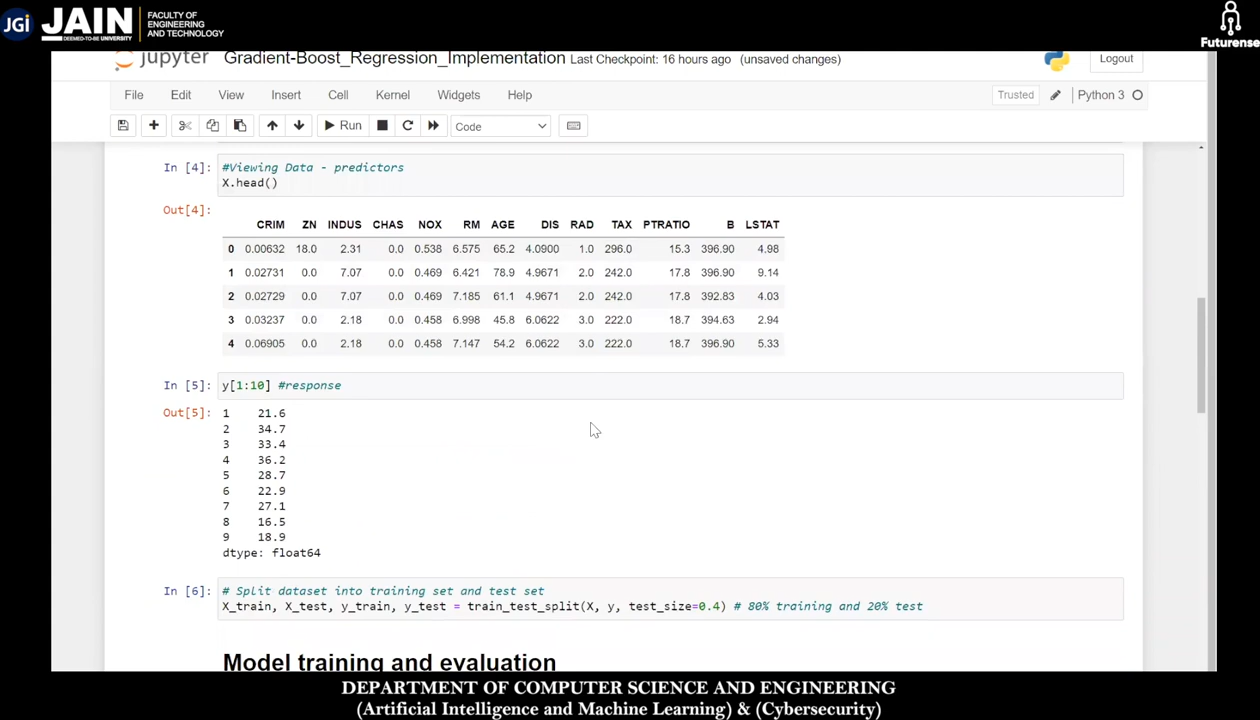 JGI JAIN DEEMED-TO-BE UNIVERSITY
FACULTY OF
ENGINEERING
AND TECHNOLOGY
Futurense
jupyter Gradient-Boost_Regression_Implementation Last Checkpoint: 16 hours ago (unsaved changes) Logout
File Edit View Insert Cell Kernel Widgets Help Trusted Python 3
Run Code
In [4]: #Viewing Data - predictors
X.head()
Out[4]:
CRIM ZN INDUS CHAS NOX RM AGE DIS RAD TAX PTRATIO B LSTAT
0 0.00632 18.0 2.31 0.0 0.538 6.575 65.2 4.0900 1.0 296.0 15.3 396.90 4.98
1 0.02731 0.0 7.07 0.0 0.469 6.421 78.9 4.9671 2.0 242.0 17.8 396.90 9.14
2 0.02729 0.0 7.07 0.0 0.469 7.185 61.1 4.9671 2.0 242.0 17.8 392.83 4.03
3 0.03237 0.0 2.18 0.0 0.458 6.998 45.8 6.0622 3.0 222.0 18.7 394.63 2.94
4 0.06905 0.0 2.18 0.0 0.458 7.147 54.2 6.0622 3.0 222.0 18.7 396.90 5.33
In [5]: y[1:10] #response
Out[5]: 1 21.6
2 34.7
3 33.4
4 36.2
5 28.7
6 22.9
7 27.1
8 16.5
9 18.9
dtype: float64
In [6]: # Split dataset into training set and test set
X_train, X_test, y_train, y_test = train_test_split(X, y, test_size=0.4) # 80% training and 20% test
Model training and evaluation
DEPARTMENT OF COMPUTER SCIENCE AND ENGINEERING
(Artificial Intelligence and Machine Learning) & (Cybersecurity)